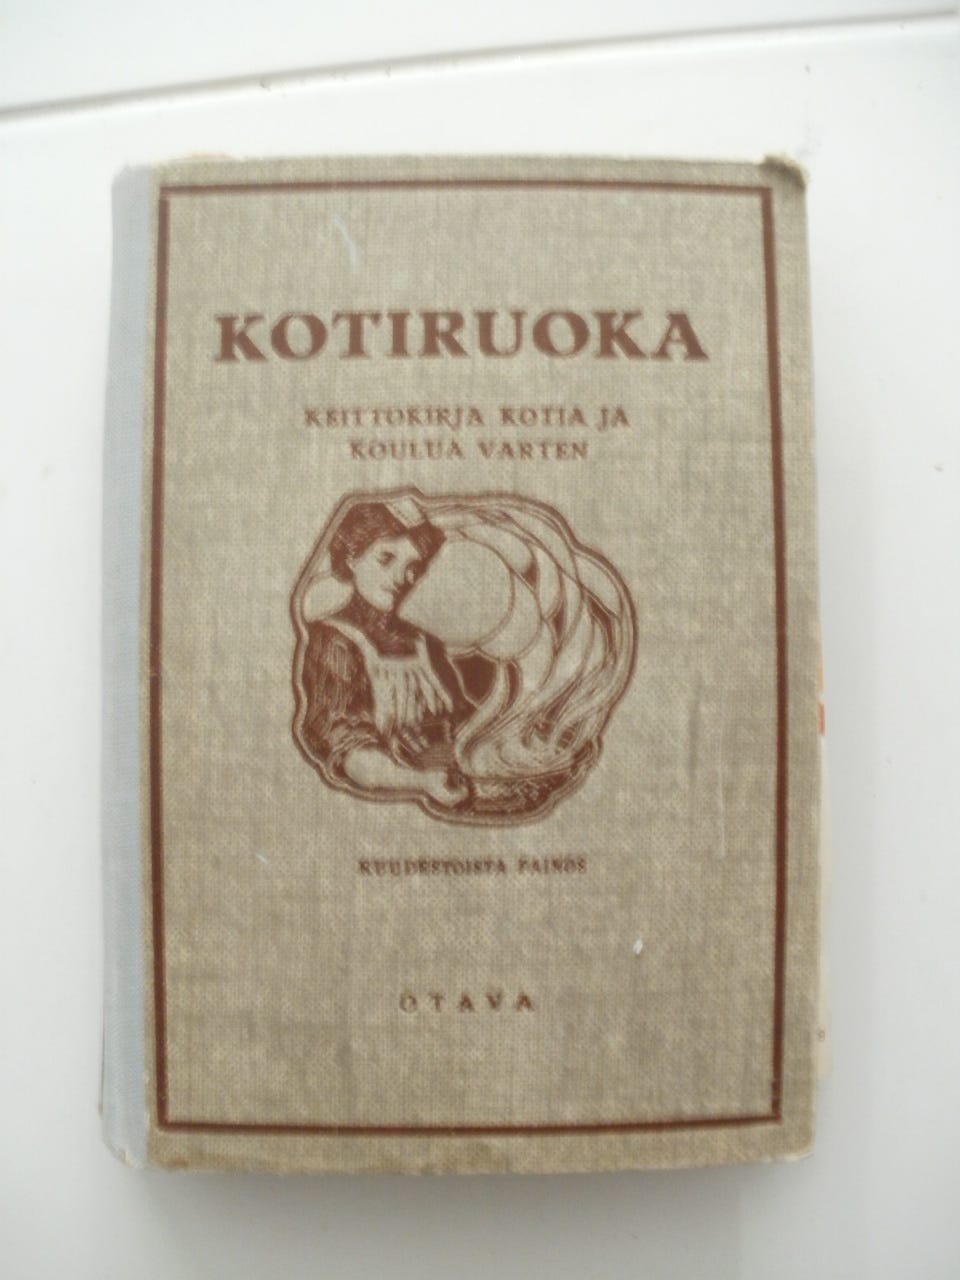 KOTIRUOKA
KEITTOKIRJA KOTIA JA
KOULUA VARTEN
KUUDESTOISTA PAINOS
OTAVA